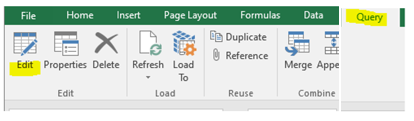 File Home Insert Page Layout Formulas Data Query
Edit Properties Delete Refresh Load To Duplicate Reference Merge
Edit Load Reuse Combine